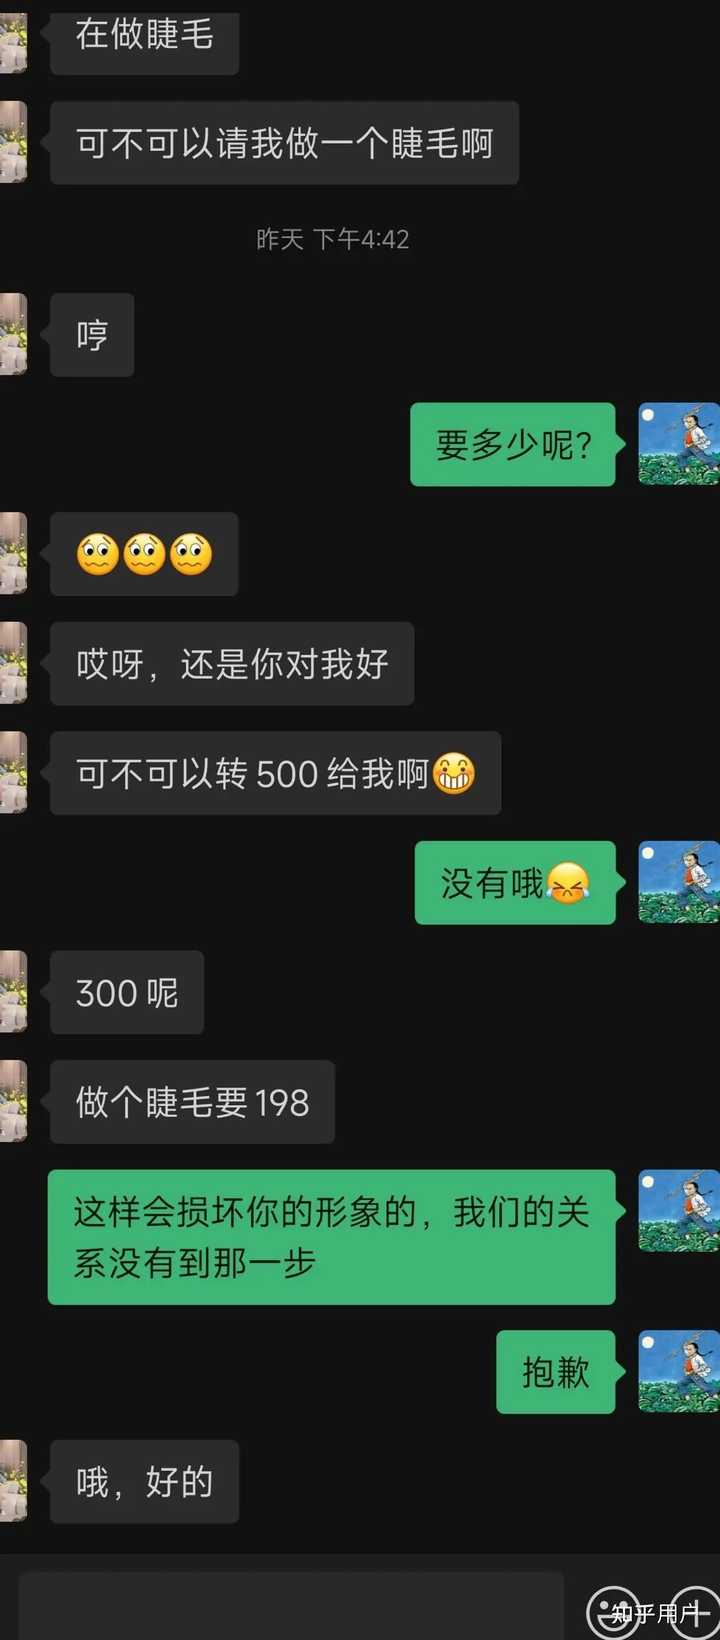 在做睫毛
可不可以请我做一个睫毛啊
昨天 下午4:42
哼
要多少呢？
哎呀，还是你对我好
可不可以转 500 给我啊
没有哦
300 呢
做个睫毛要 198
这样会损坏你的形象的，我们的关
系没有到那一步
抱歉
哦，好的
知乎用户